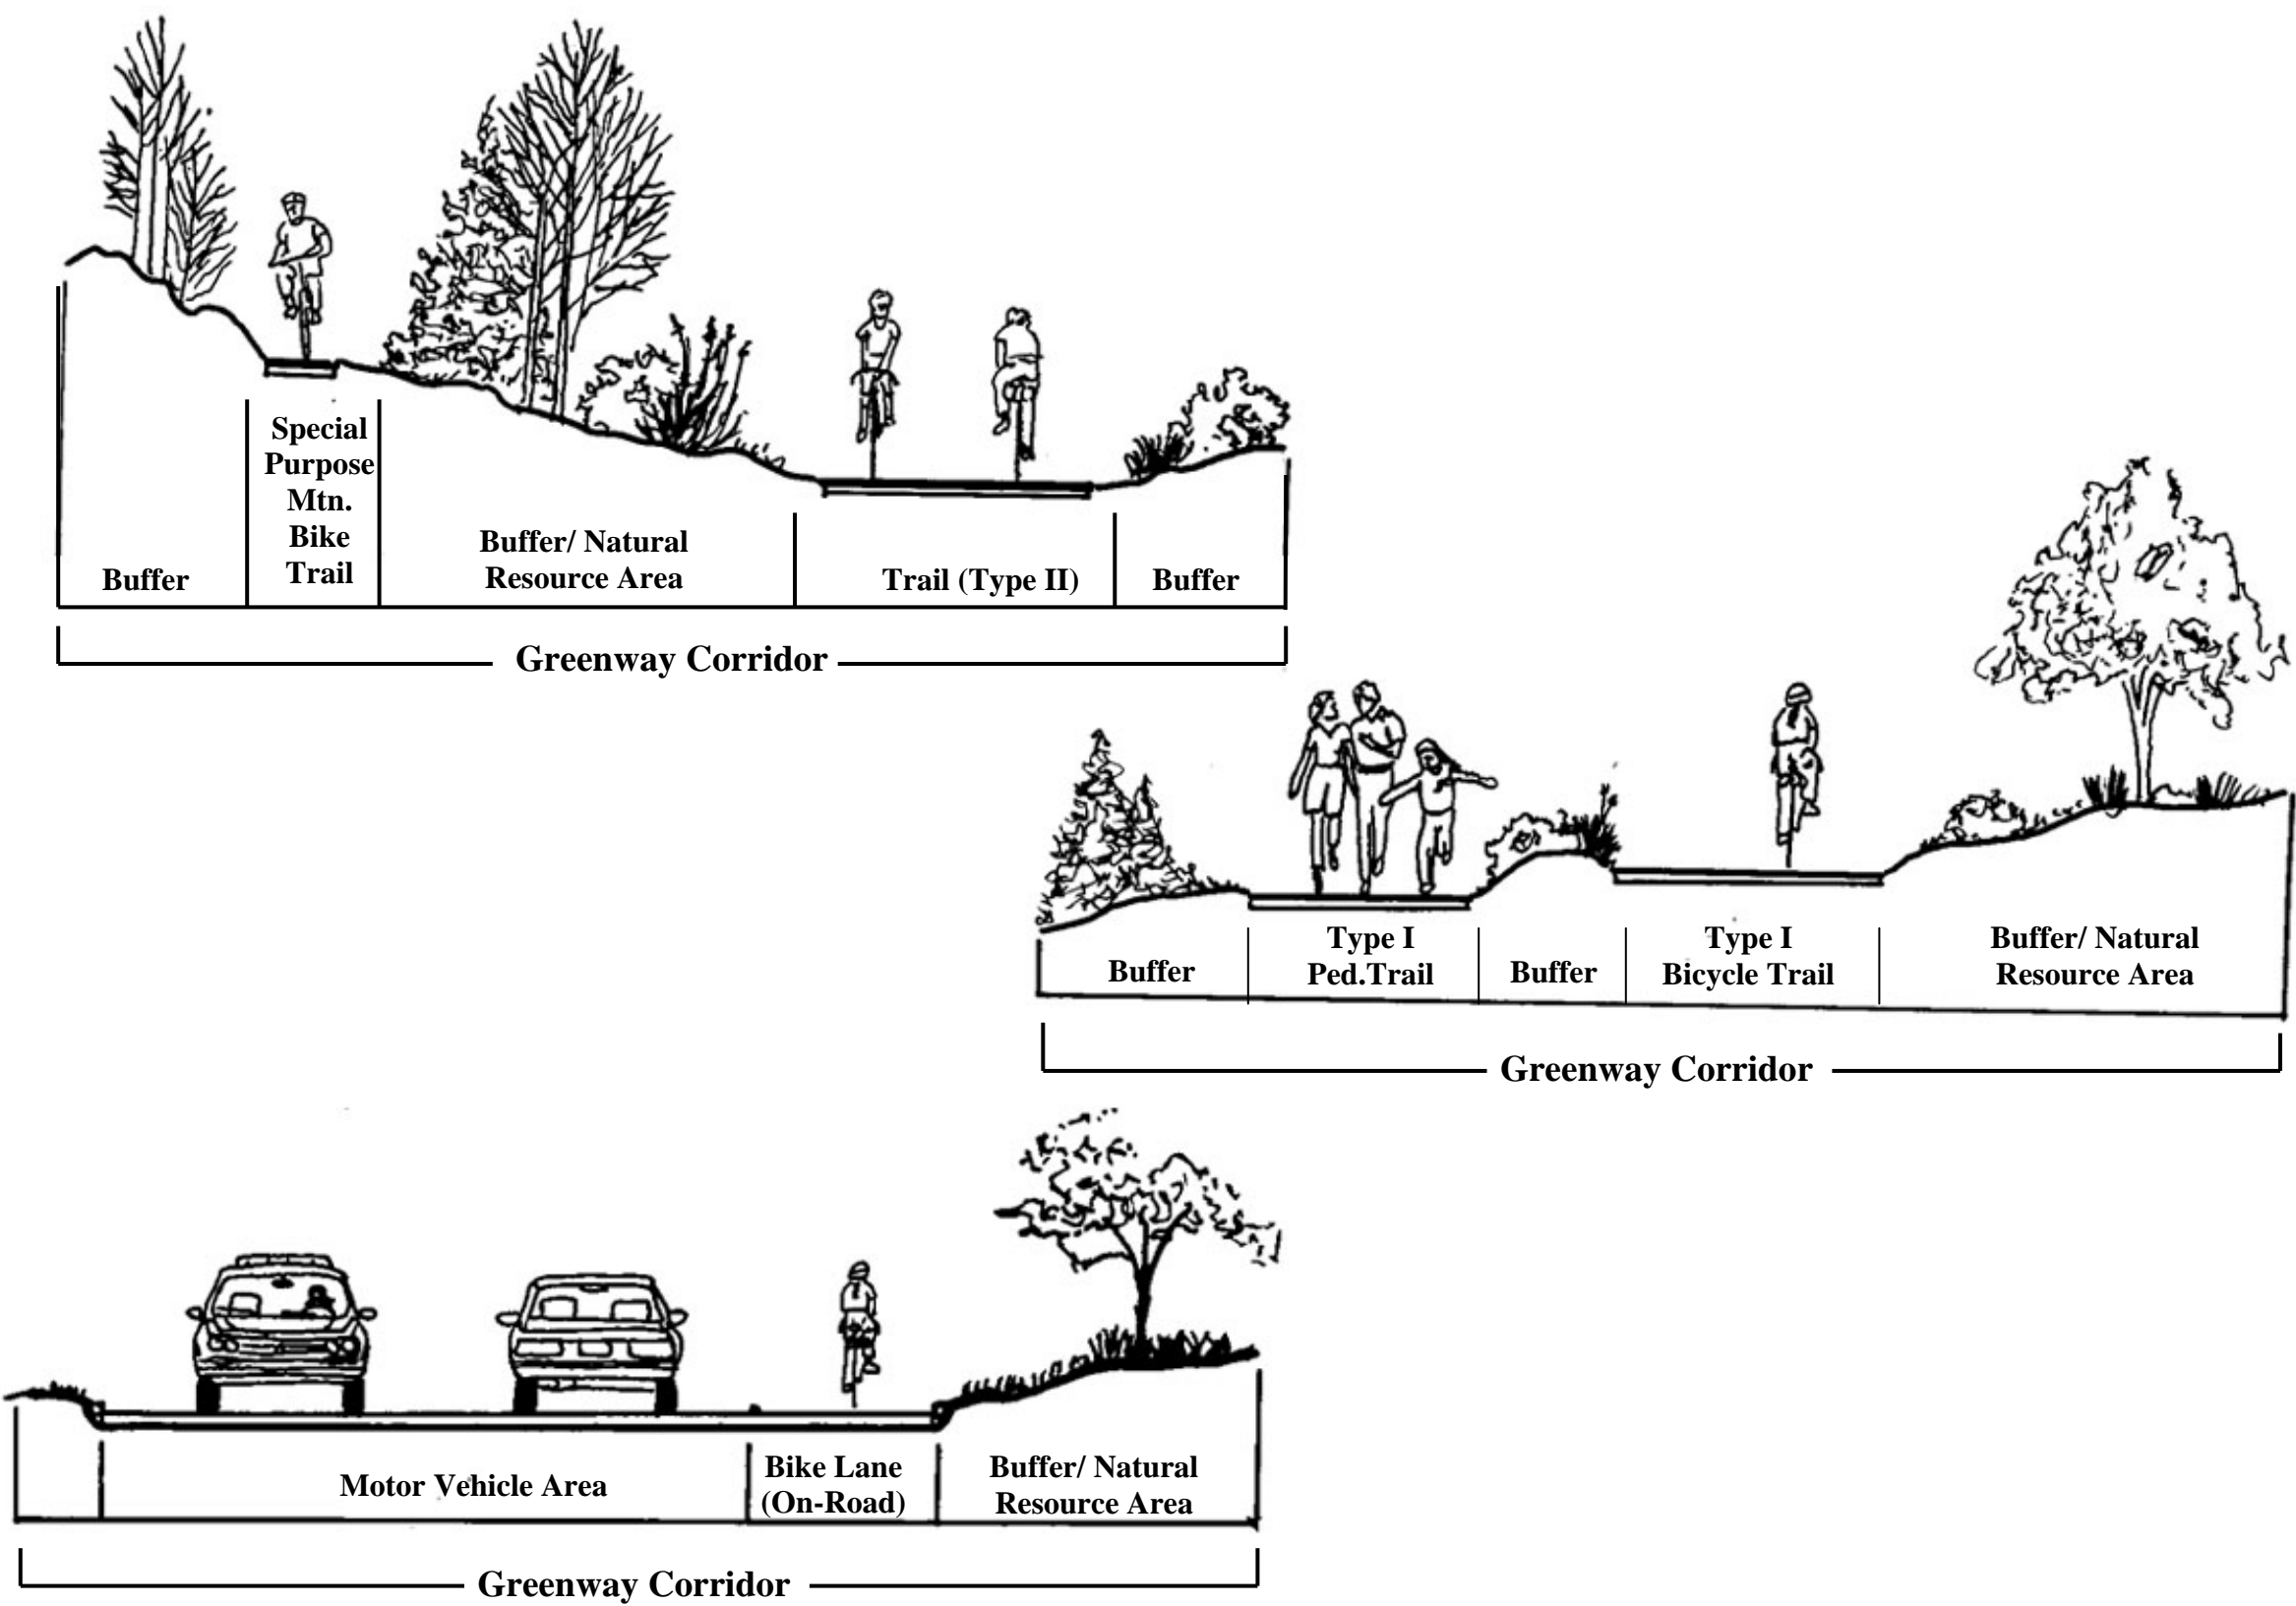 Special
Purpose
Mtn.
Bike
Trail
Buffer
Buffer/ Natural
Resource Area
Trail (Type II)
Buffer
Greenway Corridor
Buffer
Type I
Ped.Trail
Buffer
Type I
Bicycle Trail
Buffer/ Natural
Resource Area
Greenway Corridor
Motor Vehicle Area
Bike Lane
(On-Road)
Buffer/ Natural
Resource Area
Greenway Corridor